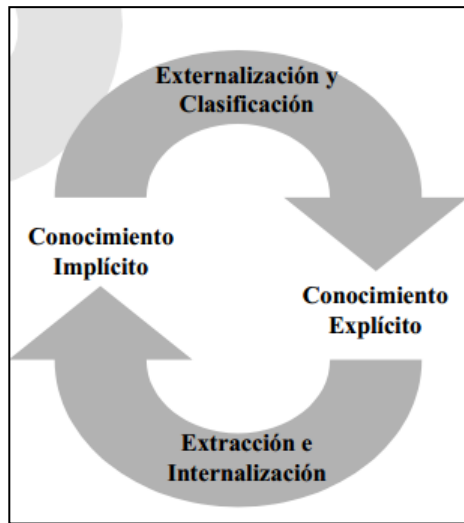 Externalización y
Clasificación
Conocimiento
Implícito
Conocimiento
Explícito
Extracción e
Internalización